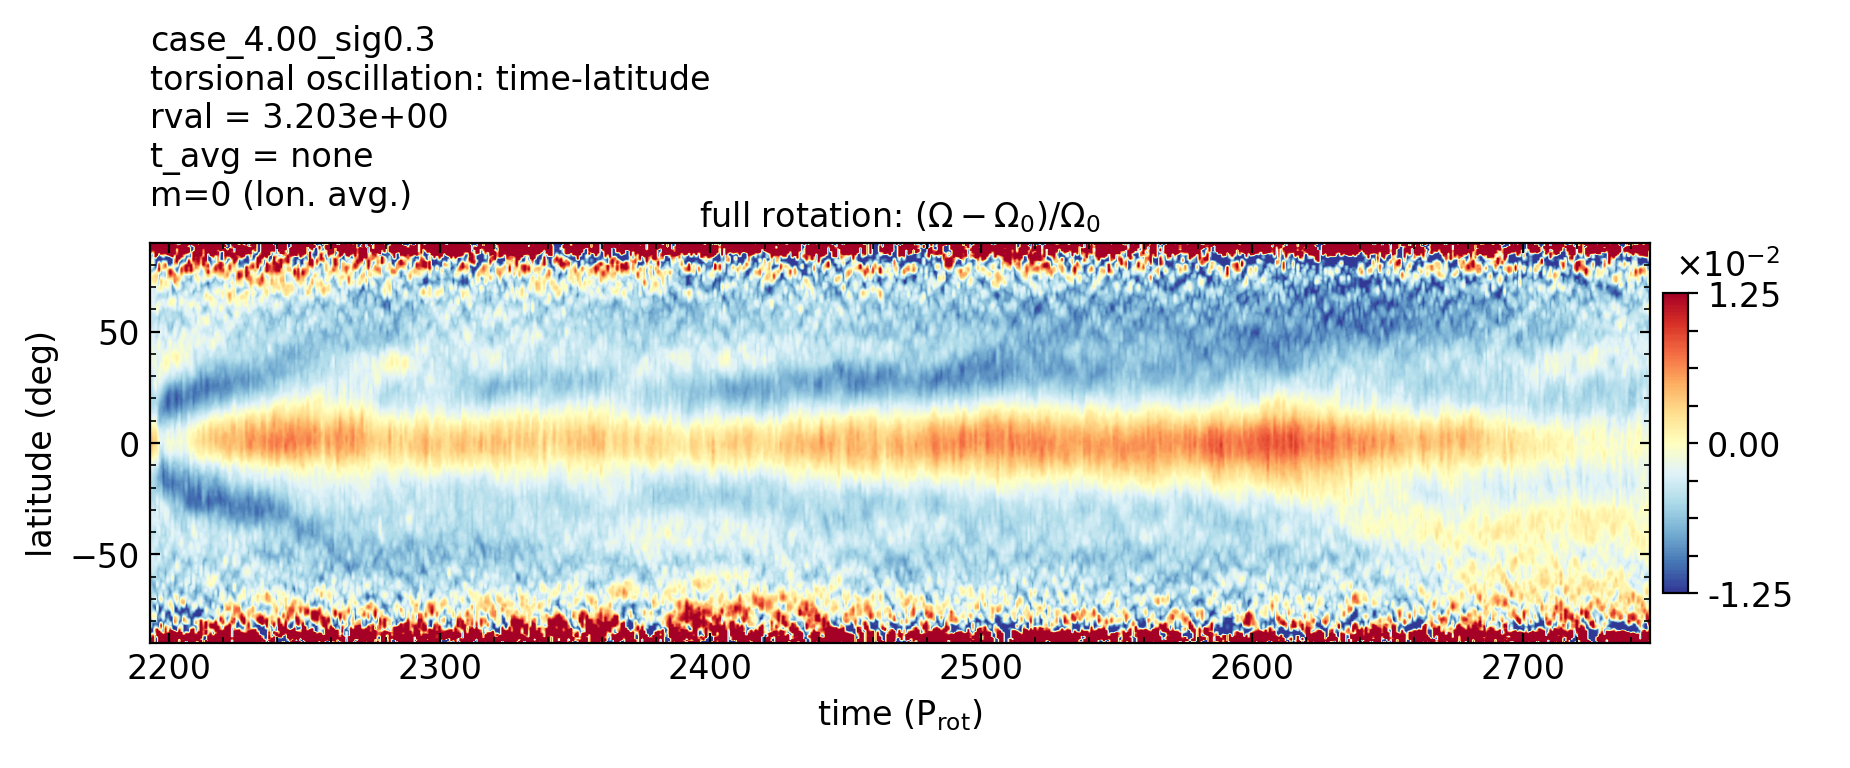 case_4.00_sig0.3
torsional oscillation: time-latitude
rval = 3.203e+00
t_avg = none
m=0 (lon. avg.)
full rotation: (Ω − Ω₀)/Ω₀
×10⁻²
1.25
0.00
-1.25
latitude (deg)
50
0
−50
2200 2300 2400 2500 2600 2700
time (P_rot)